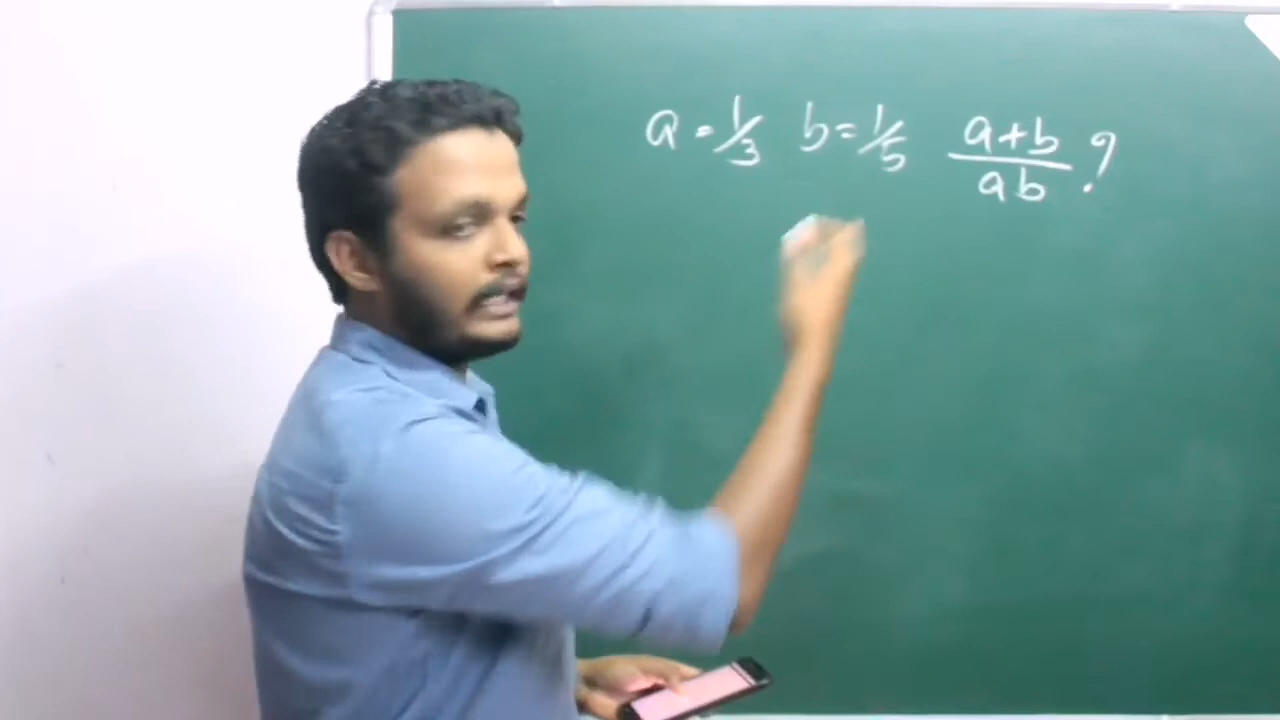 a = 1/3 b = 1/5 a+b/ab ?